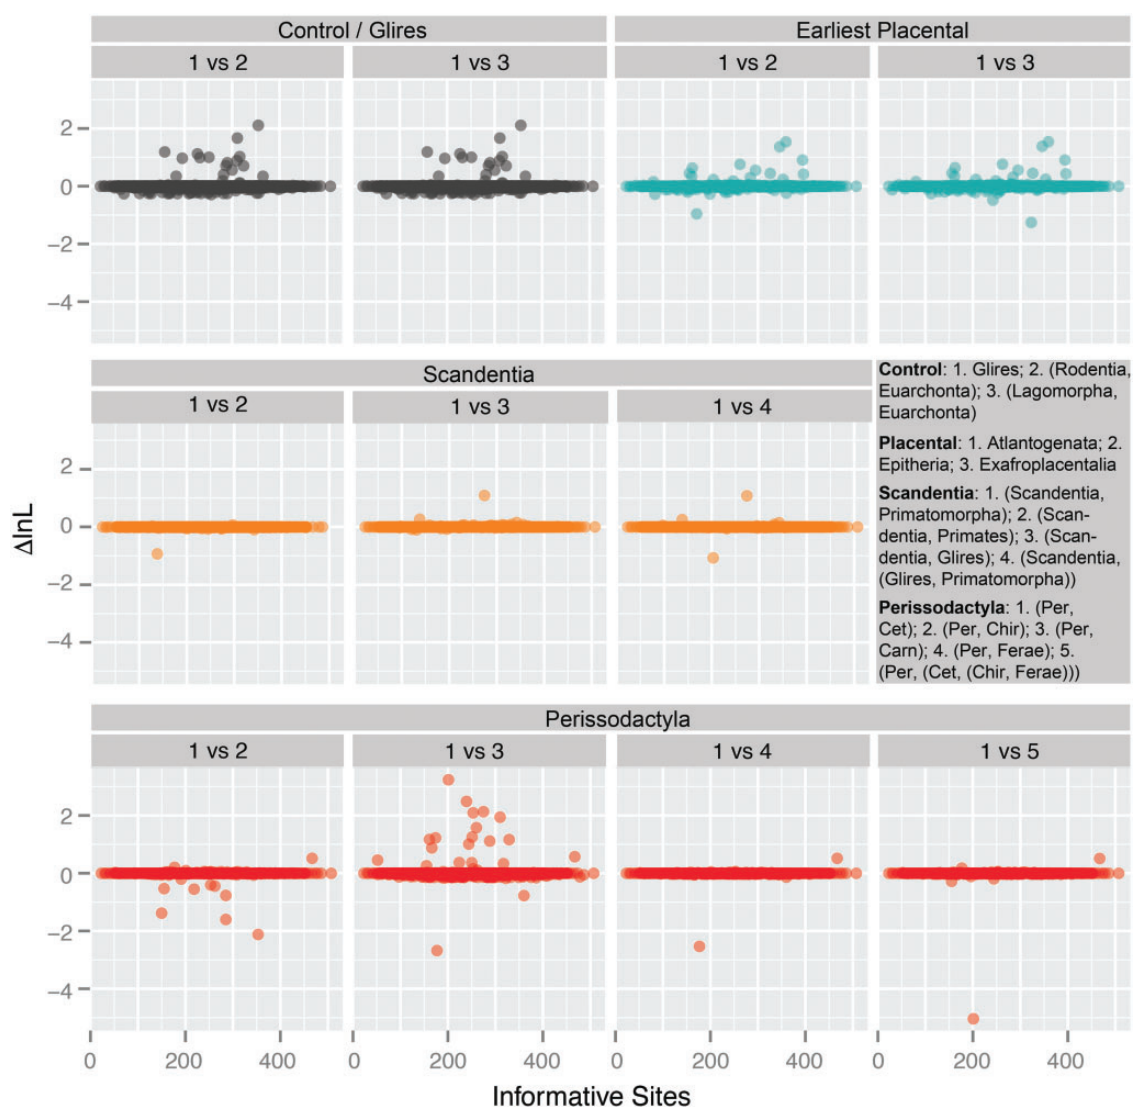 Control / Glires
Earliest Placental
1 vs 2
1 vs 3
1 vs 2
1 vs 3
2
0
−2
−4
Scandentia
1 vs 2
1 vs 3
1 vs 4
2
0
−2
−4
ΔlnL
Control: 1. Glires; 2. (Rodentia,
Euarchonta); 3. (Lagomorpha,
Euarchonta)
Placental: 1. Atlantogenata; 2.
Epitheria; 3. Exafroplacentalia
Scandentia: 1. (Scandentia,
Primatomorpha); 2. (Scan-
dentia, Primates); 3. (Scan-
dentia, Glires); 4. (Scandentia,
(Glires, Primatomorpha))
Perissodactyla: 1. (Per,
Cet); 2. (Per, Chir); 3. (Per,
Carn); 4. (Per, Ferae); 5.
(Per, (Cet, (Chir, Ferae)))
Perissodactyla
1 vs 2
1 vs 3
1 vs 4
1 vs 5
2
0
−2
−4
0 200 400 0 200 400 0 200 400 0 200 400
Informative Sites